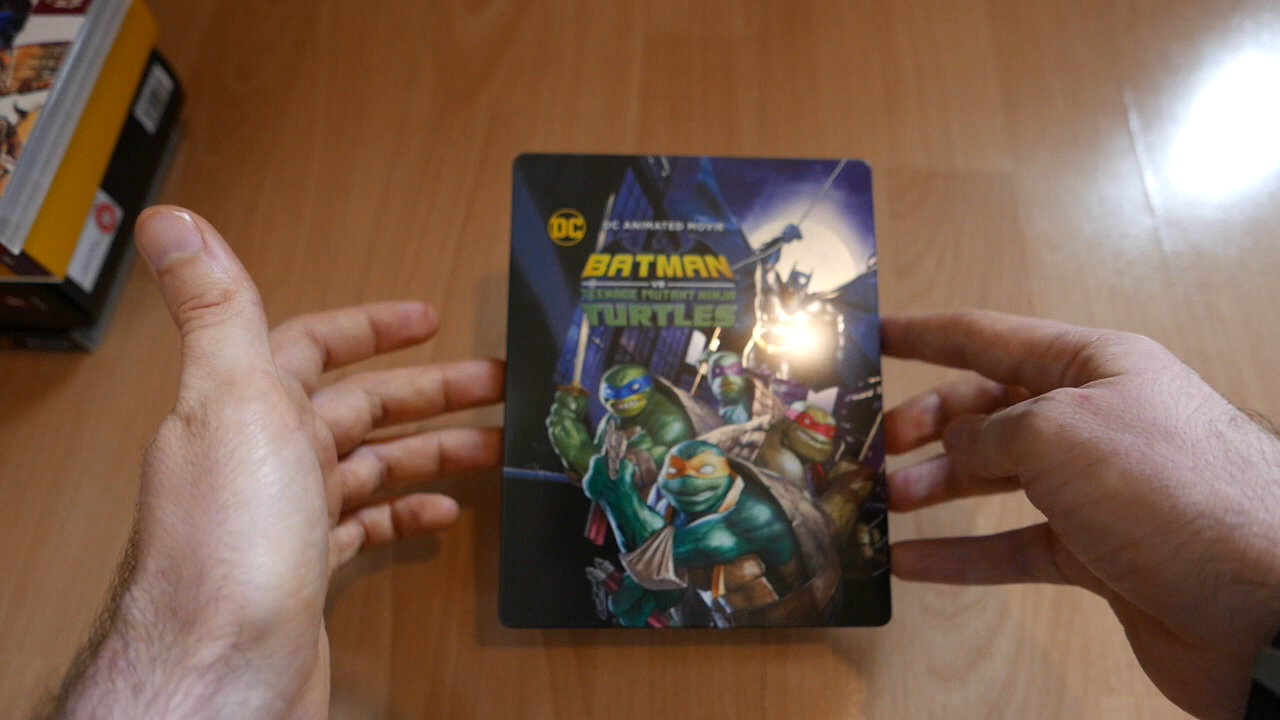 DC
DC ANIMATED MOVIE
BATMAN
VS
TEENAGE MUTANT NINJA
TURTLES